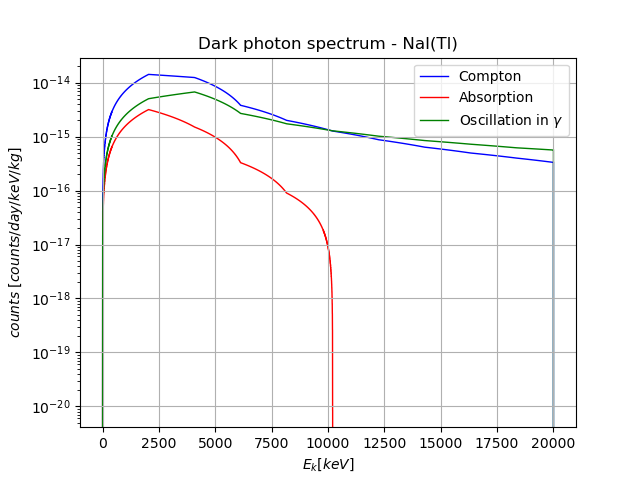 Dark photon spectrum - NaI(Tl)
counts [counts/day/keV/kg]
10⁻¹⁴
10⁻¹⁵
10⁻¹⁶
10⁻¹⁷
10⁻¹⁸
10⁻¹⁹
10⁻²⁰
Compton
Absorption
Oscillation in γ
0 2500 5000 7500 10000 12500 15000 17500 20000
Eₖ[keV]